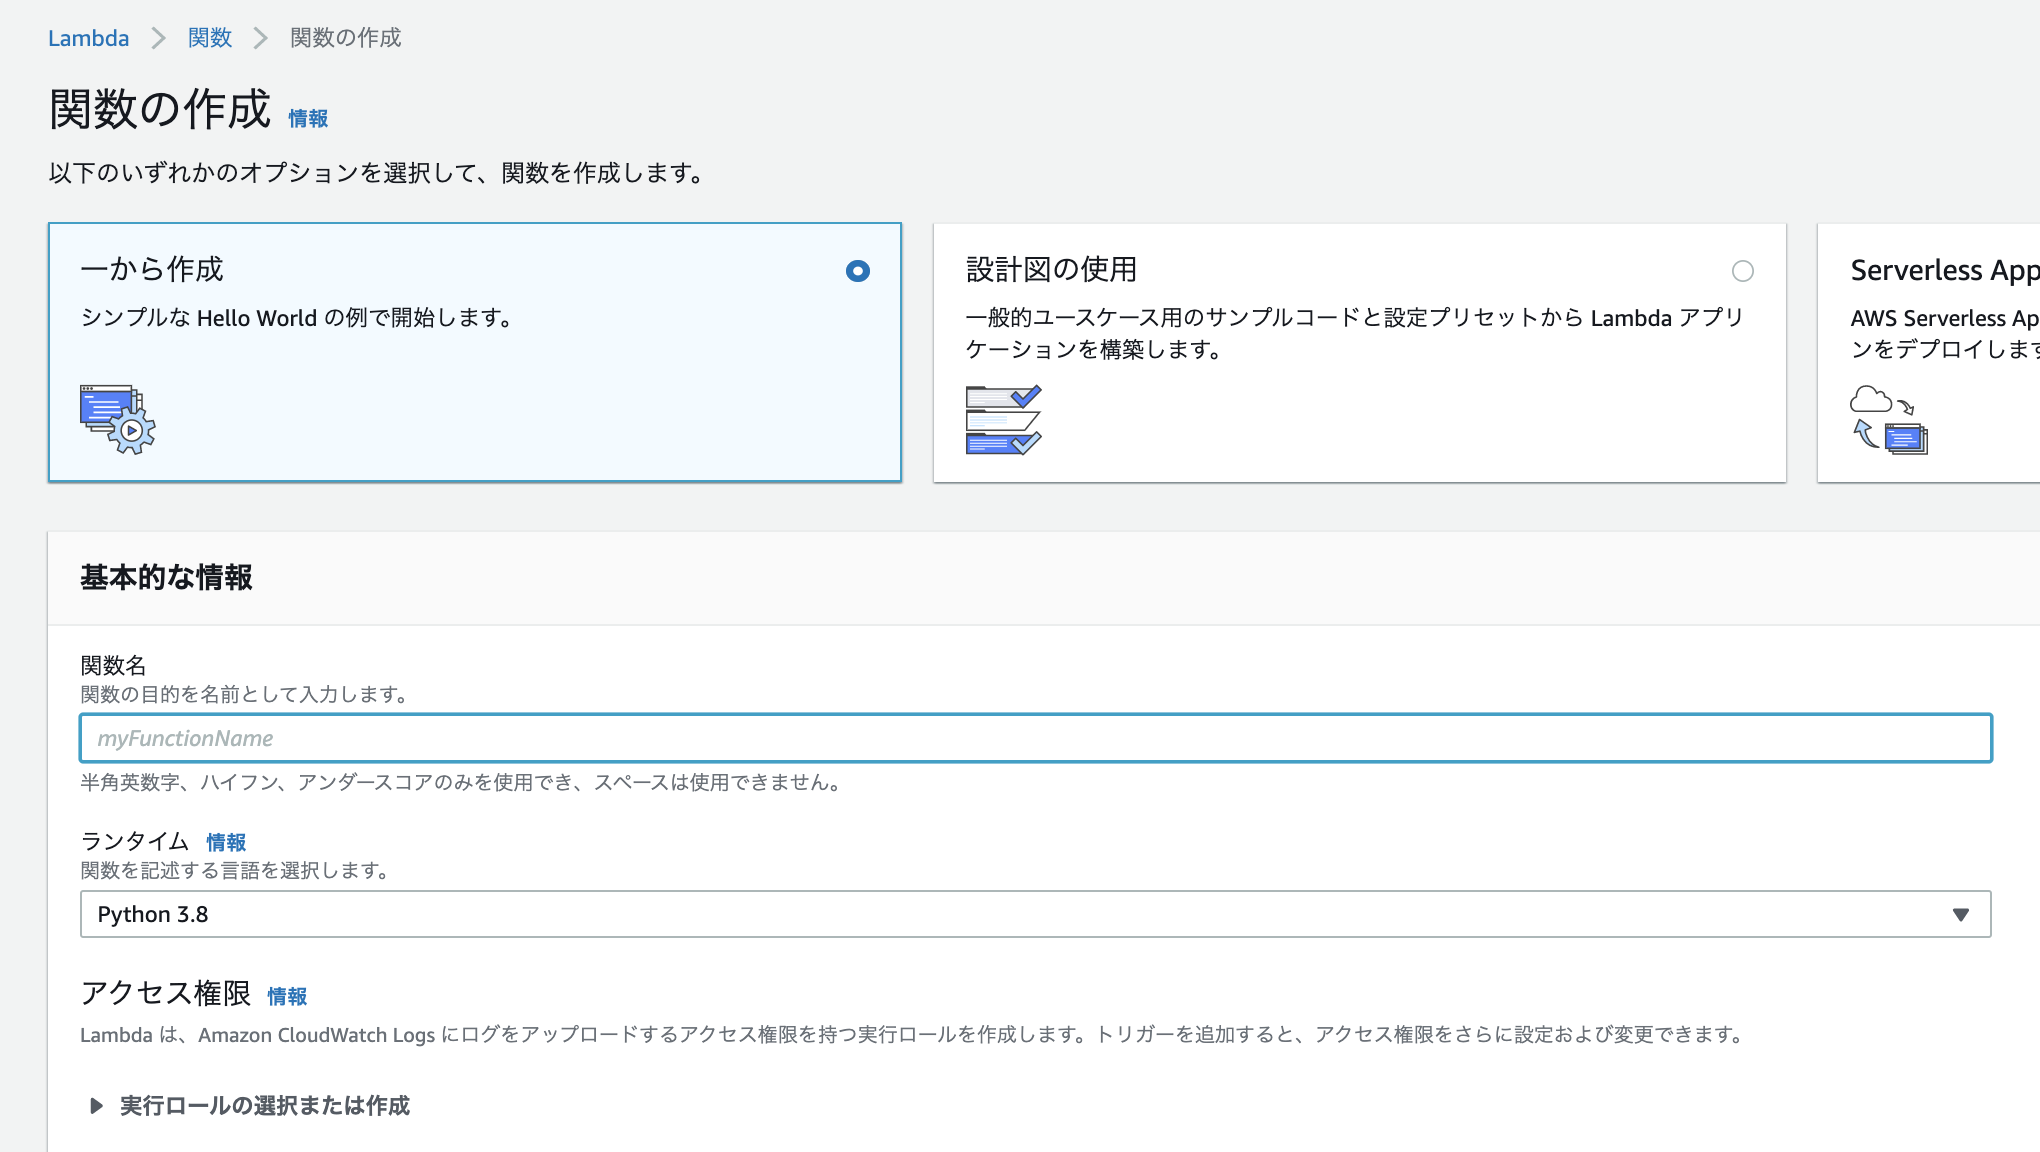 Lambda 関数 関数の作成
関数の作成 情報
以下のいずれかのオプションを選択して、関数を作成します。
一から作成
シンプルな Hello World の例で開始します。
設計図の使用
一般的ユースケース用のサンプルコードと設定プリセットから Lambda アプリ
ケーションを構築します。
Serverless App
AWS Serverless Ap
ンをデプロイします
基本的な情報
関数名
関数の目的を名前として入力します。
myFunctionName
半角英数字、ハイフン、アンダースコアのみを使用でき、スペースは使用できません。
ランタイム 情報
関数を記述する言語を選択します。
Python 3.8
アクセス権限 情報
Lambda は、Amazon CloudWatch Logs にログをアップロードするアクセス権限を持つ実行ロールを作成します。トリガーを追加すると、アクセス権限をさらに設定および変更できます。
実行ロールの選択または作成